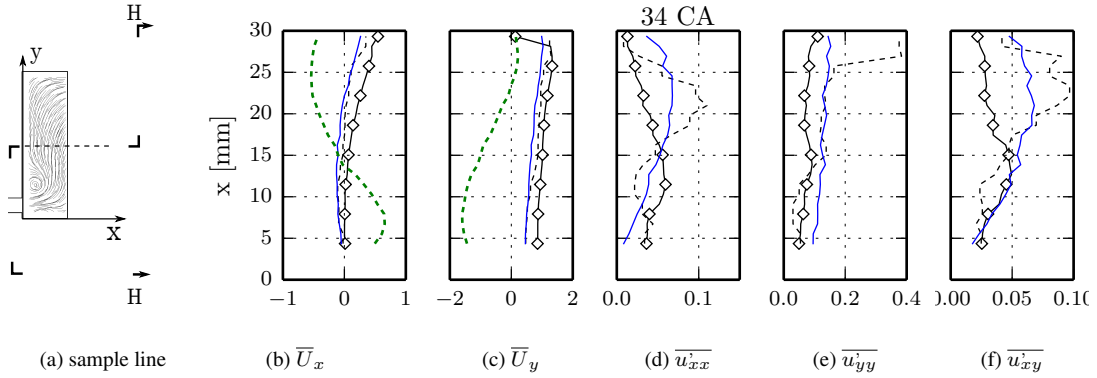 34 CA
H
y
x
H
x [mm]
30
25
20
15
10
5
0
−1 0 1
−2 0 2
0.0 0.1
0.0 0.2 0.4
0.00 0.05 0.10
(a) sample line
(b) U̅x
(c) U̅y
(d) u'xx
(e) u'yy
(f) u'xy